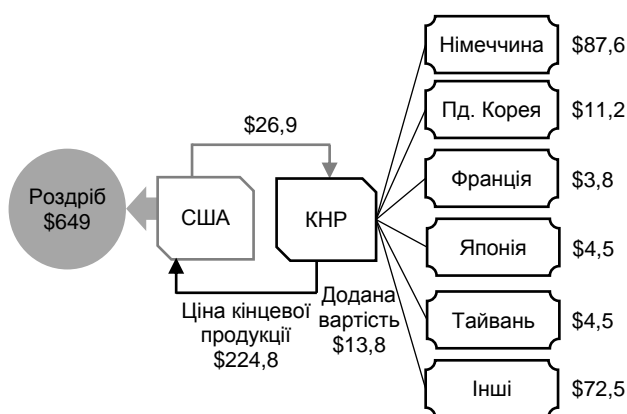 Німеччина $87,6
Пд. Корея $11,2
$26,9
Франція $3,8
Роздріб
$649
США
КНР
Японія $4,5
Ціна кінцевої
продукції
$224,8
Додана
вартість
$13,8
Тайвань $4,5
Інші $72,5